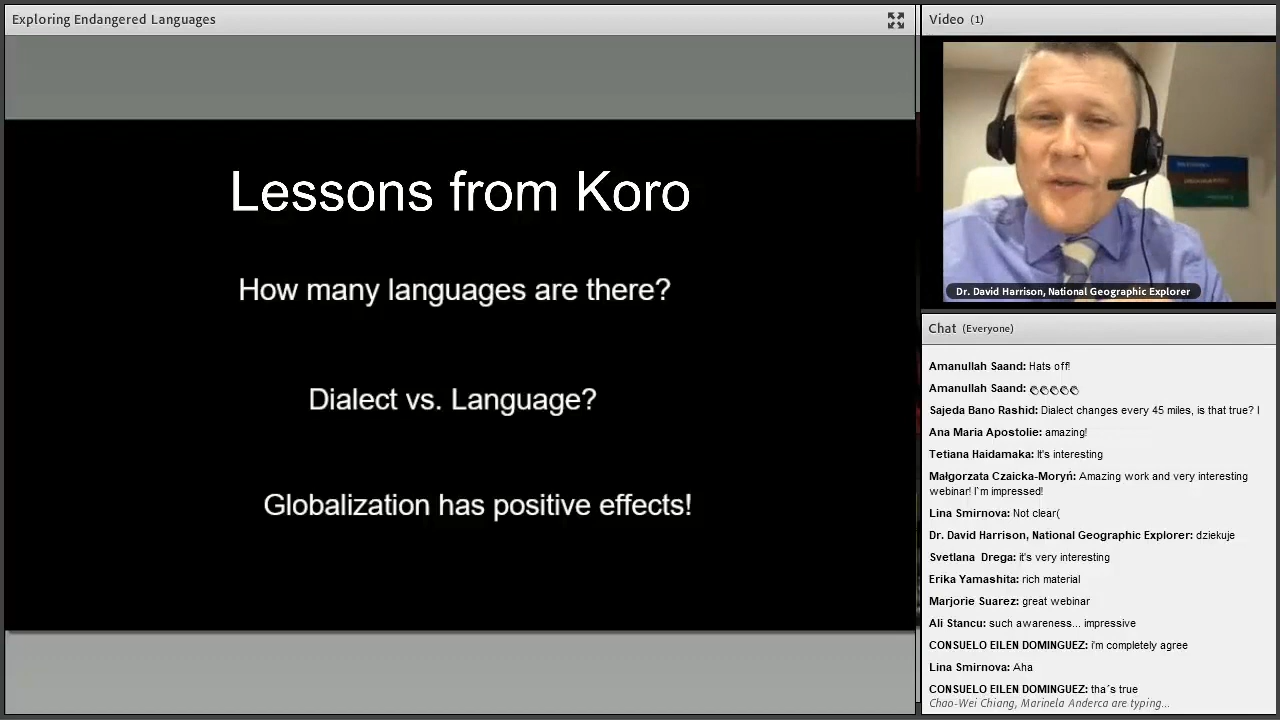 Exploring Endangered Languages
Lessons from Koro
How many languages are there?
Dialect vs. Language?
Globalization has positive effects!
Video (1)
Dr. David Harrison, National Geographic Explorer
Chat (Everyone)
Amanullah Saand: Hats off!
Amanullah Saand:
Sajeda Bano Rashid: Dialect changes every 45 miles, is that true? I
Ana Maria Apostolie: amazing!
Tetiana Haidamaka: It's interesting
Małgorzata Czaicka-Moryń: Amazing work and very interesting
webinar! I`m impressed!
Lina Smirnova: Not clear(
Dr. David Harrison, National Geographic Explorer: dziekuje
Svetlana Drega: it's very interesting
Erika Yamashita: rich material
Marjorie Suarez: great webinar
Ali Stancu: such awareness... impressive
CONSUELO EILEN DOMINGUEZ: i'm completely agree
Lina Smirnova: Aha
CONSUELO EILEN DOMINGUEZ: tha´s true
Chao-Wei Chiang, Marinela Anderca are typing...